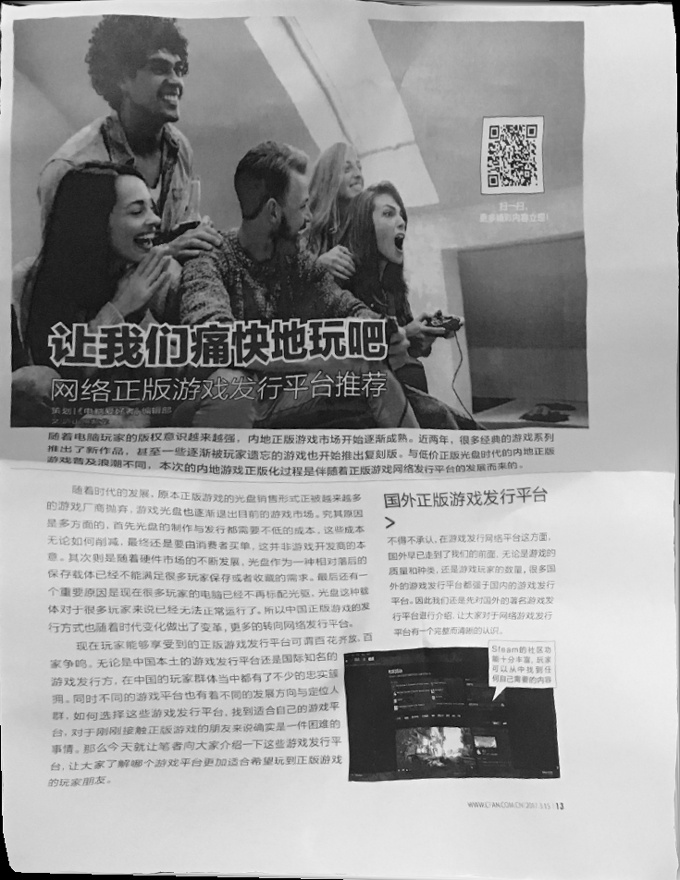 扫一扫，
更多精彩内容立现！
让我们痛快地玩吧
网络正版游戏发行平台推荐
策划《电脑爱好者》编辑部
随着电脑玩家的版权意识越来越强，内地正版游戏市场开始逐渐成熟。近两年，很多经典的游戏系列
推出了新作品，甚至一些逐渐被玩家遗忘的游戏也开始推出复刻版。与低价正版光盘时代的内地正版
游戏普及浪潮不同，本次的内地游戏正版化过程是伴随着正版游戏网络发行平台的发展而来的。
随着时代的发展，原本正版游戏的光盘销售形式正被越来越多
的游戏厂商抛弃，游戏光盘也逐渐退出目前的游戏市场。究其原因
是多方面的，首先光盘的制作与发行都需要不低的成本，这些成本
无论如何削减，最终还是要由消费者买单，这并非游戏开发商的本
意。其次则是随着硬件市场的不断发展，光盘作为一种相对落后的
保存载体已经不能满足很多玩家保存或者收藏的需求。最后还有一
个重要原因是现在很多玩家的电脑已经不再标配光驱，光盘这种载
体对于很多玩家来说已经无法正常运行了。所以中国正版游戏的发
行方式也随着时代变化做出了变革，更多的转向网络游戏发行平台。
现在玩家能够享受到的正版游戏发行平台可谓百花齐放，百
家争鸣，无论是中国本土的游戏发行平台还是国际知名的
游戏发行方，在中国的玩家群体当中都有了不少的忠实簇
拥。同时不同的游戏平台也有着不同的发展方向与定位人
群，如何选择这些游戏发行平台，找到适合自己的游戏平
台，对于刚刚接触正版游戏的朋友来说确实是一件困难的
事情。那么今天就让笔者向大家介绍一下这些游戏发行平
台，让大家了解哪个游戏平台更加适合希望玩到正版游戏
的玩家朋友。
国外正版游戏发行平台
>
不得不承认，在游戏发行网络平台这方面，
国外早已走到了我们的前面，无论是游戏的
质量和种类，还是游戏玩家的数量，很多国
外的游戏发行平台都强于国内的游戏发行
平台。因此我们还是先对国外的著名游戏发
行平台进行介绍，让大家对于网络游戏发行
平台有一个完整而清晰的认识。
Steam的社区功
能十分丰富，玩家
可以从中找到任
何自己需要的内容
WWW.CFAN.COM.CN 2017.3.15 | 13